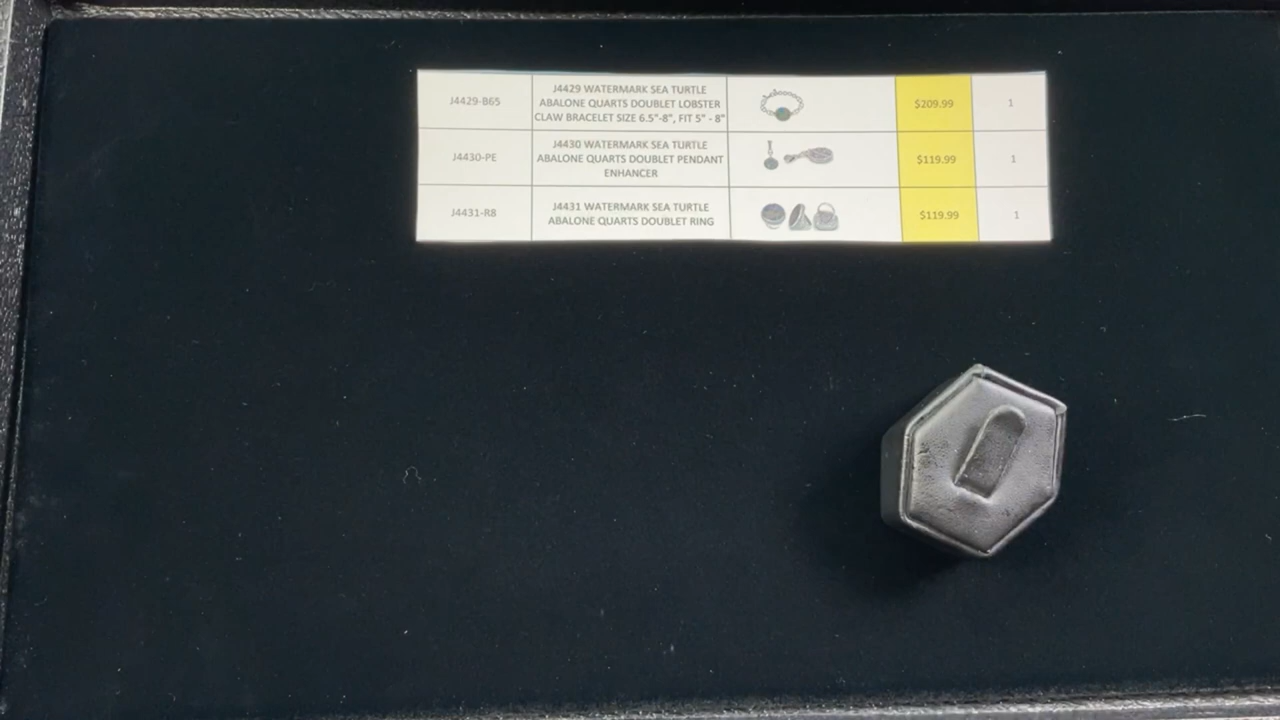 J4429-B65
J4429 WATERMARK SEA TURTLE
ABALONE QUARTS DOUBLET LOBSTER
CLAW BRACELET SIZE 6.5"-8", FIT 5" - 8"
$209.99
1
J4430-PE
J4430 WATERMARK SEA TURTLE
ABALONE QUARTS DOUBLET PENDANT
ENHANCER
$119.99
1
J4431-R8
J4431 WATERMARK SEA TURTLE
ABALONE QUARTS DOUBLET RING
$119.99
1